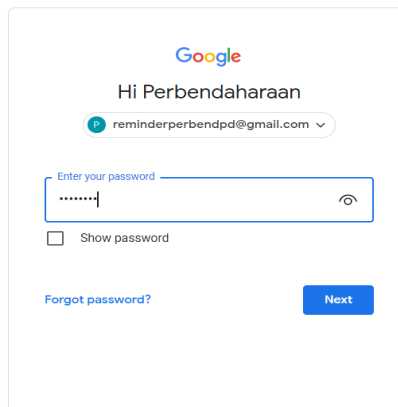 Google
Hi Perbendaharaan
P reminderperbendpd@gmail.com
Enter your password
••••••••
Show password
Forgot password?
Next